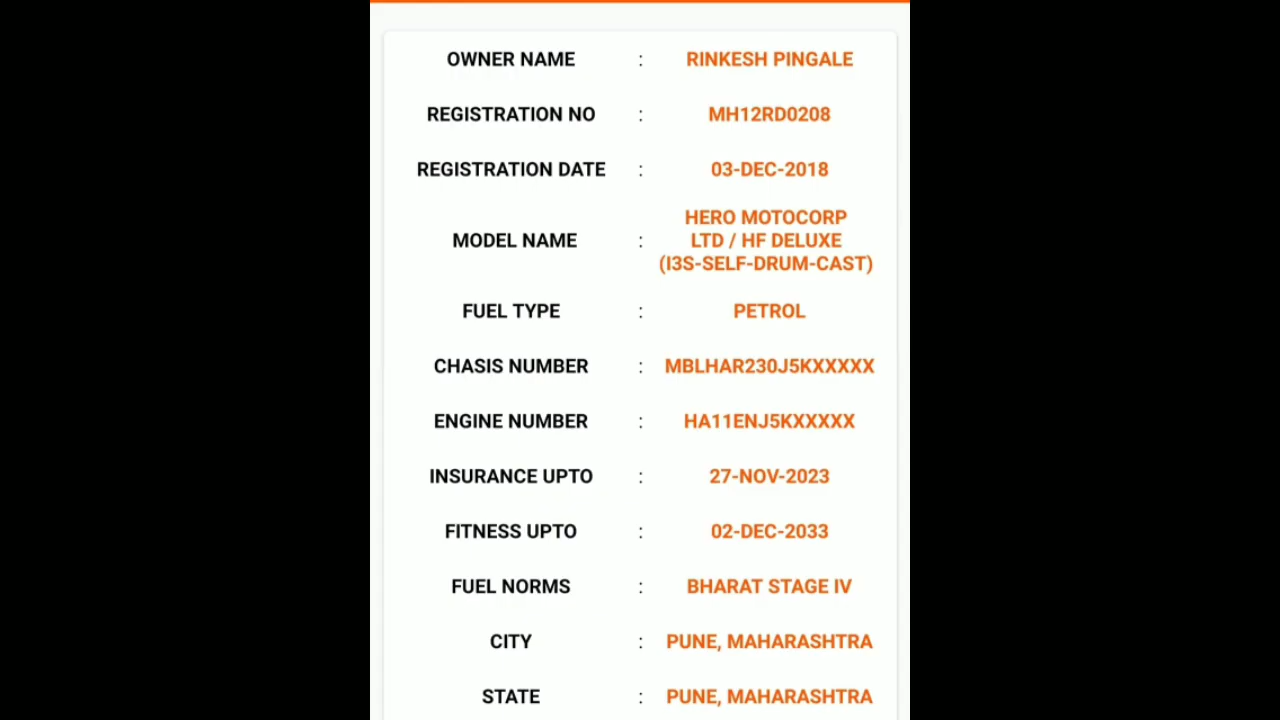 OWNER NAME : RINKESH PINGALE
REGISTRATION NO : MH12RD0208
REGISTRATION DATE : 03-DEC-2018
HERO MOTOCORP
MODEL NAME : LTD / HF DELUXE
(I3S-SELF-DRUM-CAST)
FUEL TYPE : PETROL
CHASIS NUMBER : MBLHAR230J5KXXXXX
ENGINE NUMBER : HA11ENJ5KXXXXX
INSURANCE UPTO : 27-NOV-2023
FITNESS UPTO : 02-DEC-2033
FUEL NORMS : BHARAT STAGE IV
CITY : PUNE, MAHARASHTRA
STATE : PUNE, MAHARASHTRA